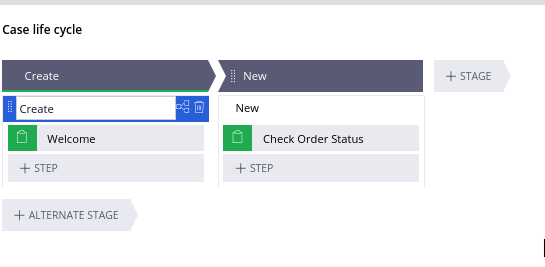 Case life cycle
Create
New
+ STAGE
Create
New
Welcome
Check Order Status
+ STEP
+ STEP
+ ALTERNATE STAGE